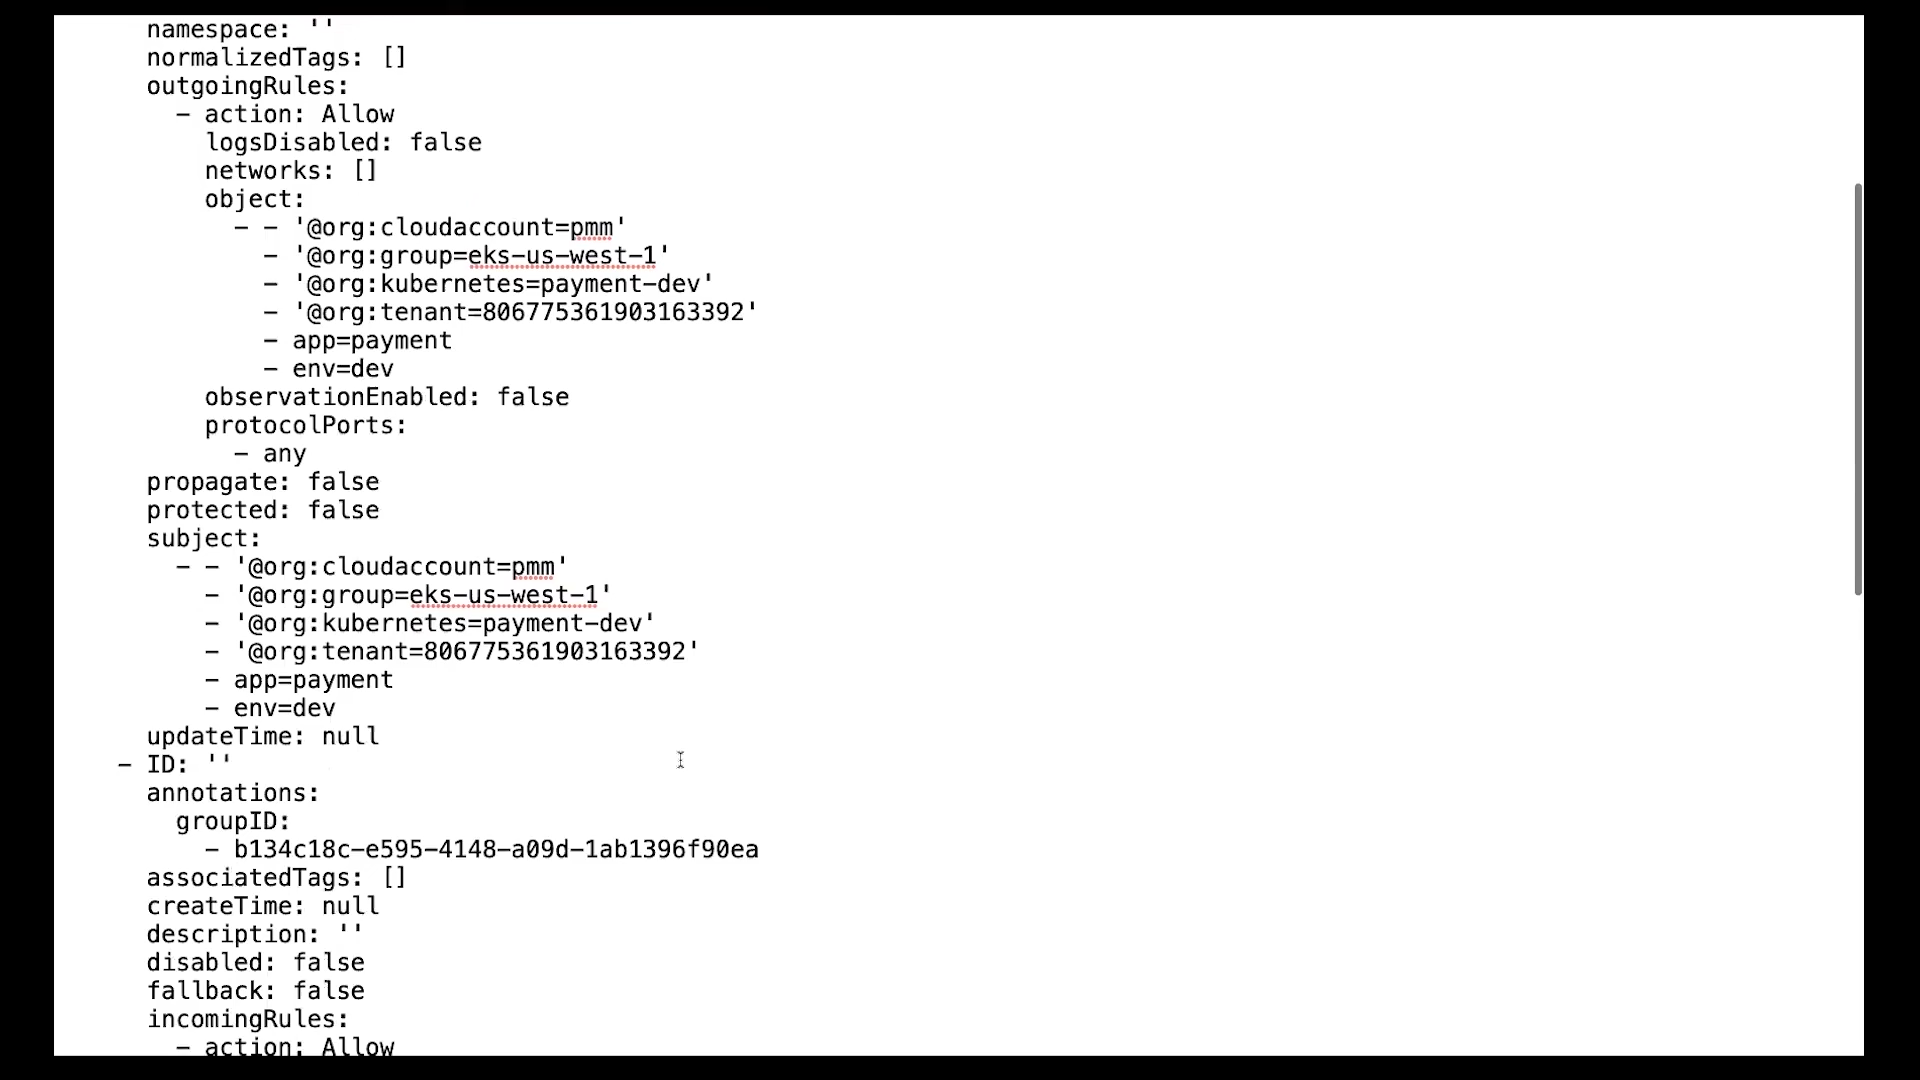 namespace: ''
normalizedTags: []
outgoingRules:
- action: Allow
logsDisabled: false
networks: []
object:
- - '@org:cloudaccount=pmm'
- '@org:group=eks-us-west-1'
- '@org:kubernetes=payment-dev'
- '@org:tenant=806775361903163392'
- app=payment
- env=dev
observationEnabled: false
protocolPorts:
- any
propagate: false
protected: false
subject:
- - '@org:cloudaccount=pmm'
- '@org:group=eks-us-west-1'
- '@org:kubernetes=payment-dev'
- '@org:tenant=806775361903163392'
- app=payment
- env=dev
updateTime: null
- ID: ''
annotations:
groupID:
- b134c18c-e595-4148-a09d-1ab1396f90ea
associatedTags: []
createTime: null
description: ''
disabled: false
fallback: false
incomingRules:
- action: Allow